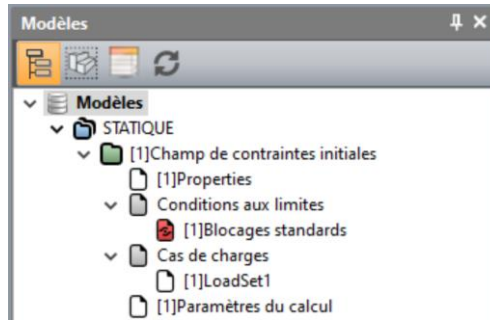 Modèles
Modèles
STATIQUE
[1]Champ de contraintes initiales
[1]Properties
Conditions aux limites
[1]Blocages standards
Cas de charges
[1]LoadSet1
[1]Paramètres du calcul